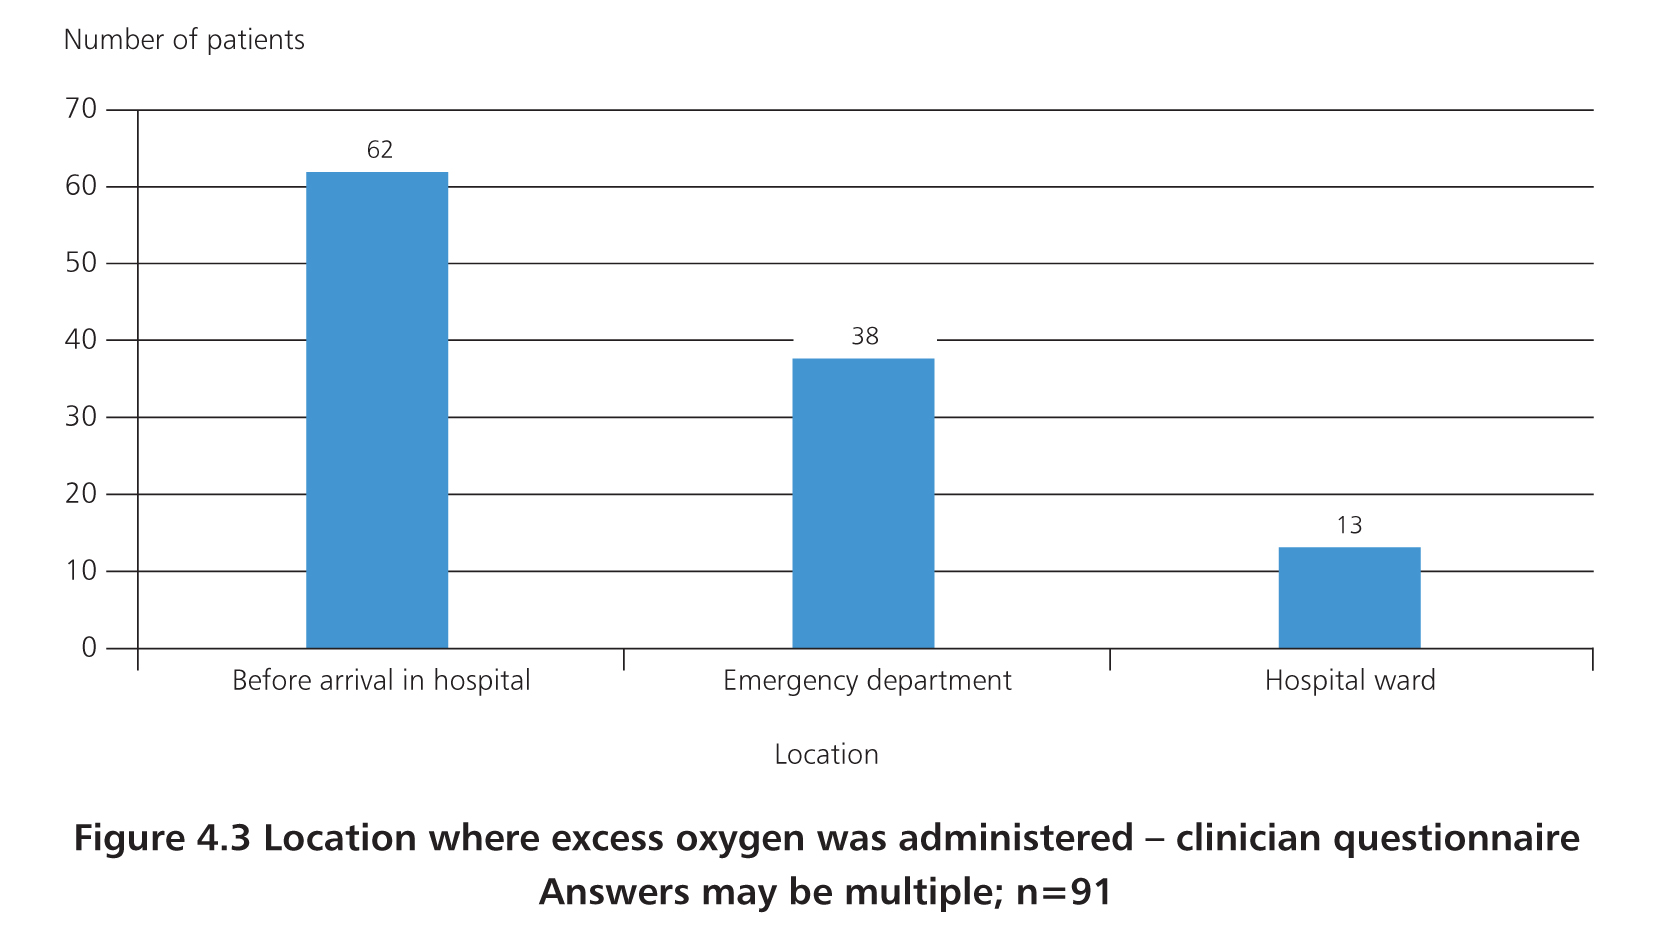 Number of patients
70
62
60
50
40
38
30
20
13
10
0
Before arrival in hospital Emergency department Hospital ward
Location
Figure 4.3 Location where excess oxygen was administered – clinician questionnaire
Answers may be multiple; n=91